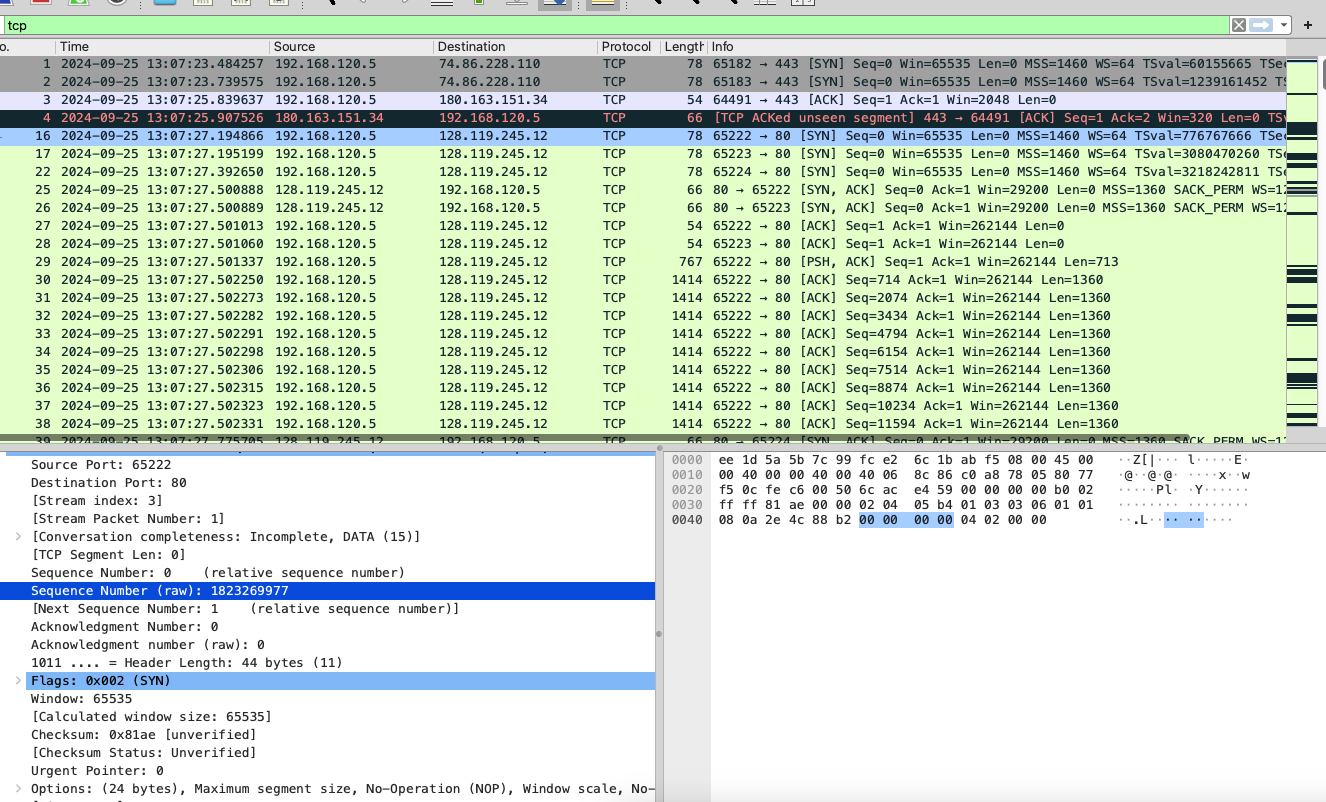 tcp
o. Time Source Destination Protocol Length Info
1 2024-09-25 13:07:23.484257 192.168.120.5 74.86.228.110 TCP 78 65182 → 443 [SYN] Seq=0 Win=65535 Len=0 MSS=1460 WS=64 TSval=60155665 TSe
2 2024-09-25 13:07:23.739575 192.168.120.5 74.86.228.110 TCP 78 65183 → 443 [SYN] Seq=0 Win=65535 Len=0 MSS=1460 WS=64 TSval=1239161452 TS
3 2024-09-25 13:07:25.839637 192.168.120.5 180.163.151.34 TCP 54 64491 → 443 [ACK] Seq=1 Ack=1 Win=2048 Len=0
4 2024-09-25 13:07:25.907526 180.163.151.34 192.168.120.5 TCP 66 [TCP ACKed unseen segment] 443 → 64491 [ACK] Seq=1 Ack=2 Win=320 Len=0 TS
16 2024-09-25 13:07:27.194866 192.168.120.5 128.119.245.12 TCP 78 65222 → 80 [SYN] Seq=0 Win=65535 Len=0 MSS=1460 WS=64 TSval=776767666 TSe
17 2024-09-25 13:07:27.195199 192.168.120.5 128.119.245.12 TCP 78 65223 → 80 [SYN] Seq=0 Win=65535 Len=0 MSS=1460 WS=64 TSval=3080470260 TS
22 2024-09-25 13:07:27.392650 192.168.120.5 128.119.245.12 TCP 78 65224 → 80 [SYN] Seq=0 Win=65535 Len=0 MSS=1460 WS=64 TSval=3218242811 TS
25 2024-09-25 13:07:27.500888 128.119.245.12 192.168.120.5 TCP 66 80 → 65222 [SYN, ACK] Seq=0 Ack=1 Win=29200 Len=0 MSS=1360 SACK_PERM WS=12
26 2024-09-25 13:07:27.500889 128.119.245.12 192.168.120.5 TCP 66 80 → 65223 [SYN, ACK] Seq=0 Ack=1 Win=29200 Len=0 MSS=1360 SACK_PERM WS=12
27 2024-09-25 13:07:27.501013 192.168.120.5 128.119.245.12 TCP 54 65222 → 80 [ACK] Seq=1 Ack=1 Win=262144 Len=0
28 2024-09-25 13:07:27.501060 192.168.120.5 128.119.245.12 TCP 54 65223 → 80 [ACK] Seq=1 Ack=1 Win=262144 Len=0
29 2024-09-25 13:07:27.501337 192.168.120.5 128.119.245.12 TCP 767 65222 → 80 [PSH, ACK] Seq=1 Ack=1 Win=262144 Len=713
30 2024-09-25 13:07:27.502250 192.168.120.5 128.119.245.12 TCP 1414 65222 → 80 [ACK] Seq=714 Ack=1 Win=262144 Len=1360
31 2024-09-25 13:07:27.502273 192.168.120.5 128.119.245.12 TCP 1414 65222 → 80 [ACK] Seq=2074 Ack=1 Win=262144 Len=1360
32 2024-09-25 13:07:27.502282 192.168.120.5 128.119.245.12 TCP 1414 65222 → 80 [ACK] Seq=3434 Ack=1 Win=262144 Len=1360
33 2024-09-25 13:07:27.502291 192.168.120.5 128.119.245.12 TCP 1414 65222 → 80 [ACK] Seq=4794 Ack=1 Win=262144 Len=1360
34 2024-09-25 13:07:27.502298 192.168.120.5 128.119.245.12 TCP 1414 65222 → 80 [ACK] Seq=6154 Ack=1 Win=262144 Len=1360
35 2024-09-25 13:07:27.502306 192.168.120.5 128.119.245.12 TCP 1414 65222 → 80 [ACK] Seq=7514 Ack=1 Win=262144 Len=1360
36 2024-09-25 13:07:27.502315 192.168.120.5 128.119.245.12 TCP 1414 65222 → 80 [ACK] Seq=8874 Ack=1 Win=262144 Len=1360
37 2024-09-25 13:07:27.502323 192.168.120.5 128.119.245.12 TCP 1414 65222 → 80 [ACK] Seq=10234 Ack=1 Win=262144 Len=1360
38 2024-09-25 13:07:27.502331 192.168.120.5 128.119.245.12 TCP 1414 65222 → 80 [ACK] Seq=11594 Ack=1 Win=262144 Len=1360
39 2024-09-25 13:07:27.775705 128.119.245.12 192.168.120.5 TCP 66 80 → 65224 [SYN, ACK] Seq=0 Ack=1 Win=29200 Len=0 MSS=1360 SACK_PERM WS=12
Source Port: 65222
Destination Port: 80
[Stream index: 3]
[Stream Packet Number: 1]
[Conversation completeness: Incomplete, DATA (15)]
[TCP Segment Len: 0]
Sequence Number: 0 (relative sequence number)
Sequence Number (raw): 1823269977
[Next Sequence Number: 1 (relative sequence number)]
Acknowledgment Number: 0
Acknowledgment number (raw): 0
1011 .... = Header Length: 44 bytes (11)
Flags: 0x002 (SYN)
Window: 65535
[Calculated window size: 65535]
Checksum: 0x81ae [unverified]
[Checksum Status: Unverified]
Urgent Pointer: 0
Options: (24 bytes), Maximum segment size, No-Operation (NOP), Window scale, No-
0000 ee 1d 5a 5b 7c 99 fc e2 6c 1b ab f5 08 00 45 00 ··Z[|··· l·····E·
0010 00 40 00 00 40 00 40 06 8c 86 c0 a8 78 05 80 77 ·@··@·@· ····x··w
0020 f5 0c fe c6 00 50 6c ac e4 59 00 00 00 00 b0 02 ·····Pl· ·Y······
0030 ff ff 81 ae 00 00 02 04 05 b4 01 03 03 06 01 01 ········ ········
0040 08 0a 2e 4c 88 b2 00 00 00 00 04 02 00 00 ··.L···· ······